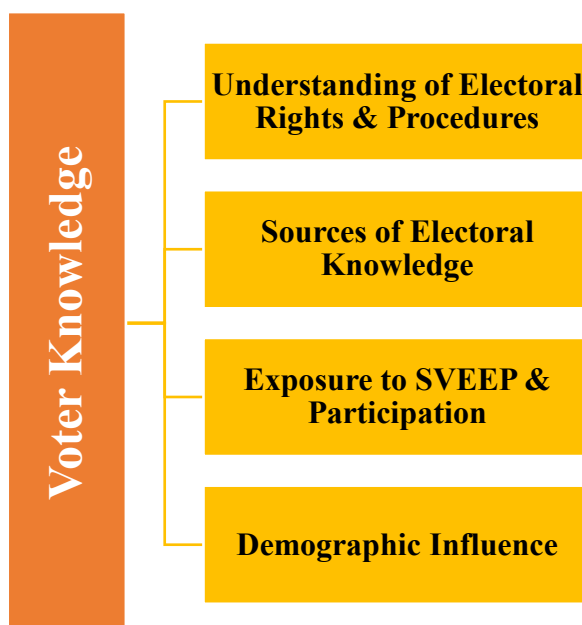 Voter Knowledge
Understanding of Electoral
Rights & Procedures
Sources of Electoral
Knowledge
Exposure to SVEEP &
Participation
Demographic Influence